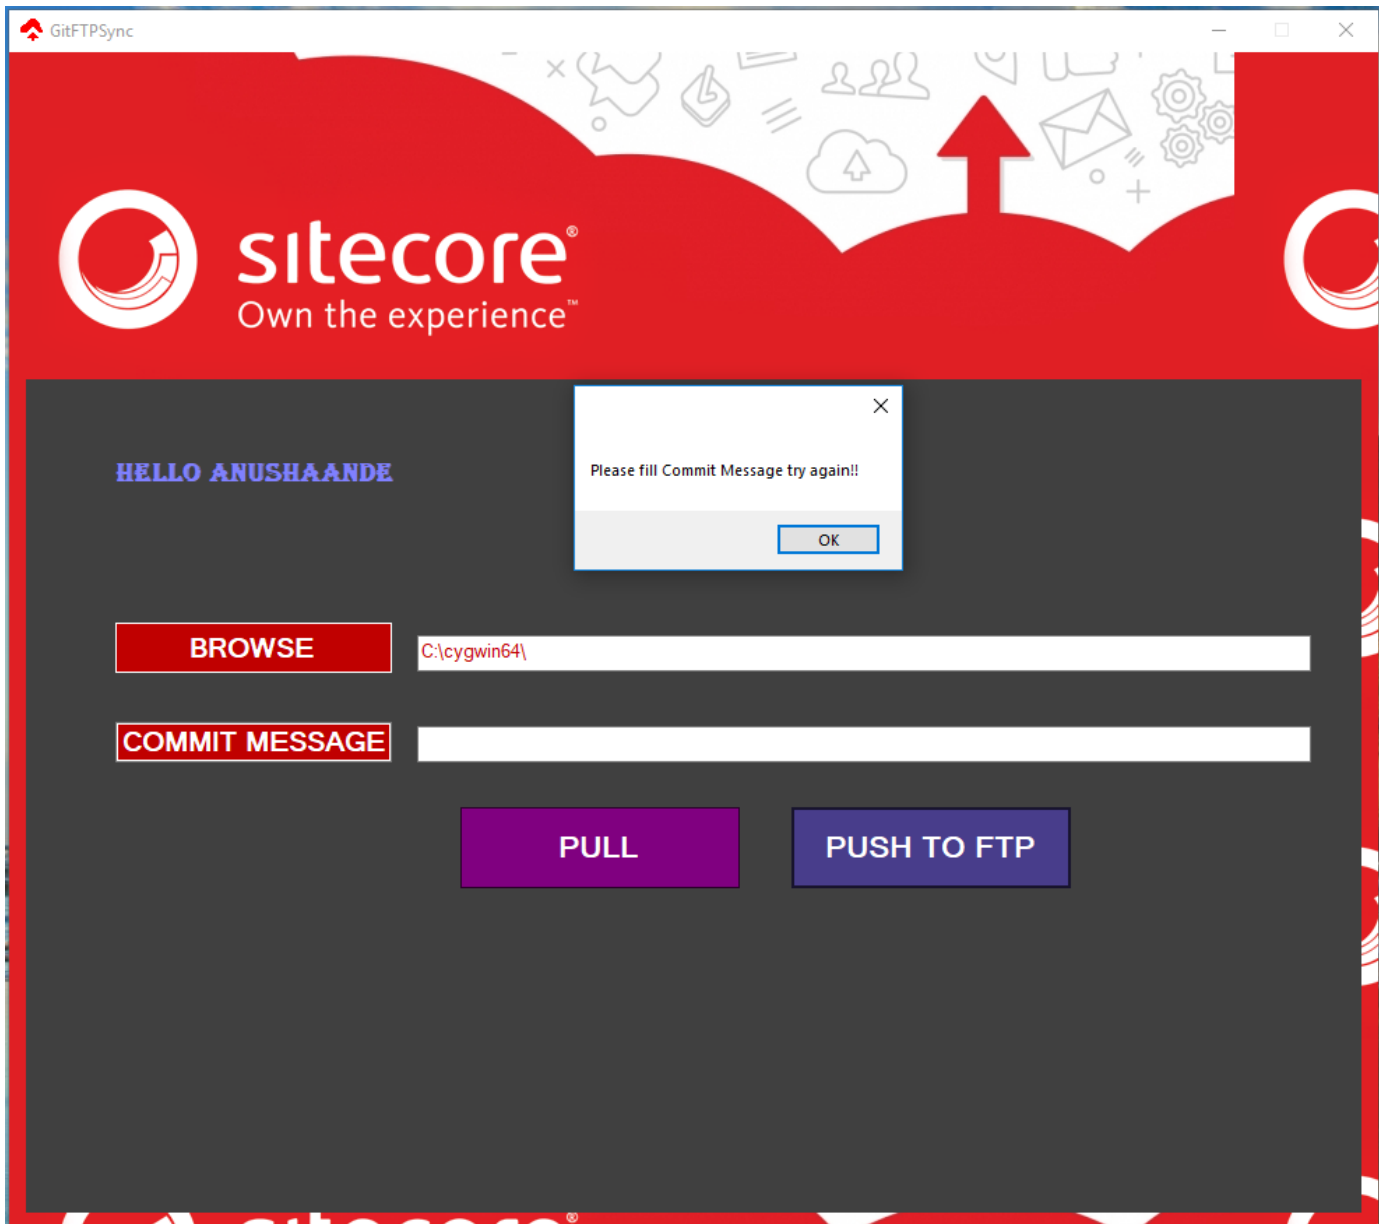 GitFTPSync
sitecore®
Own the experience™
HELLO ANUSHAANDE
Please fill Commit Message try again!!
OK
BROWSE
C:\cygwin64\
COMMIT MESSAGE
PULL
PUSH TO FTP
sitecore®